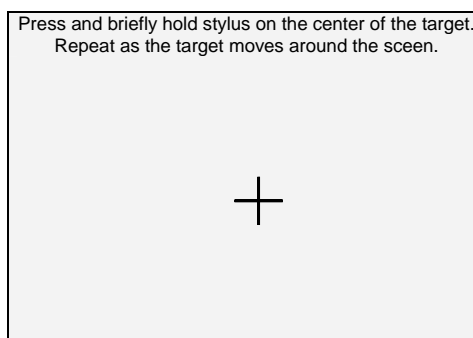 Press and briefly hold stylus on the center of the target.
Repeat as the target moves around the sceen.